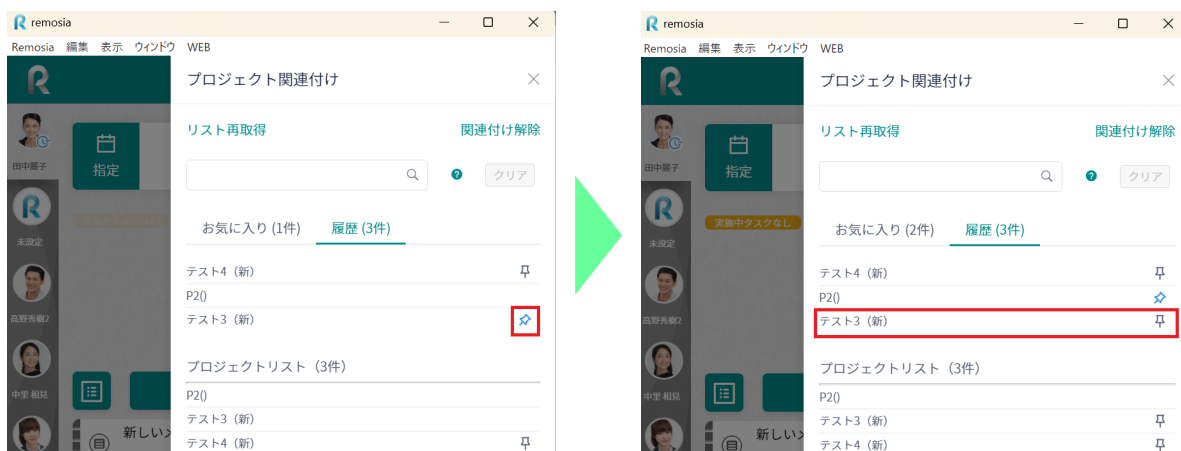 remosia
Remosia 編集 表示 ウィンドウ WEB
プロジェクト関連付け
リスト再取得 関連付け解除
田中麗子
指定
クリア
お気に入り (1件) 履歴 (3件)
未設定
実施中タスクなし
テスト4（新）
P2()
高野秀樹2
テスト3（新）
プロジェクトリスト（3件）
中里 相見
P2()
テスト3（新）
新しいメ
テスト4（新）
remosia
Remosia 編集 表示 ウィンドウ WEB
プロジェクト関連付け
リスト再取得 関連付け解除
田中麗子
指定
クリア
実施中タスクなし
お気に入り (2件) 履歴 (3件)
未設定
テスト4（新）
P2()
高野秀樹2
テスト3（新）
プロジェクトリスト（3件）
中里 相見
P2()
テスト3（新）
新しいメ
テスト4（新）